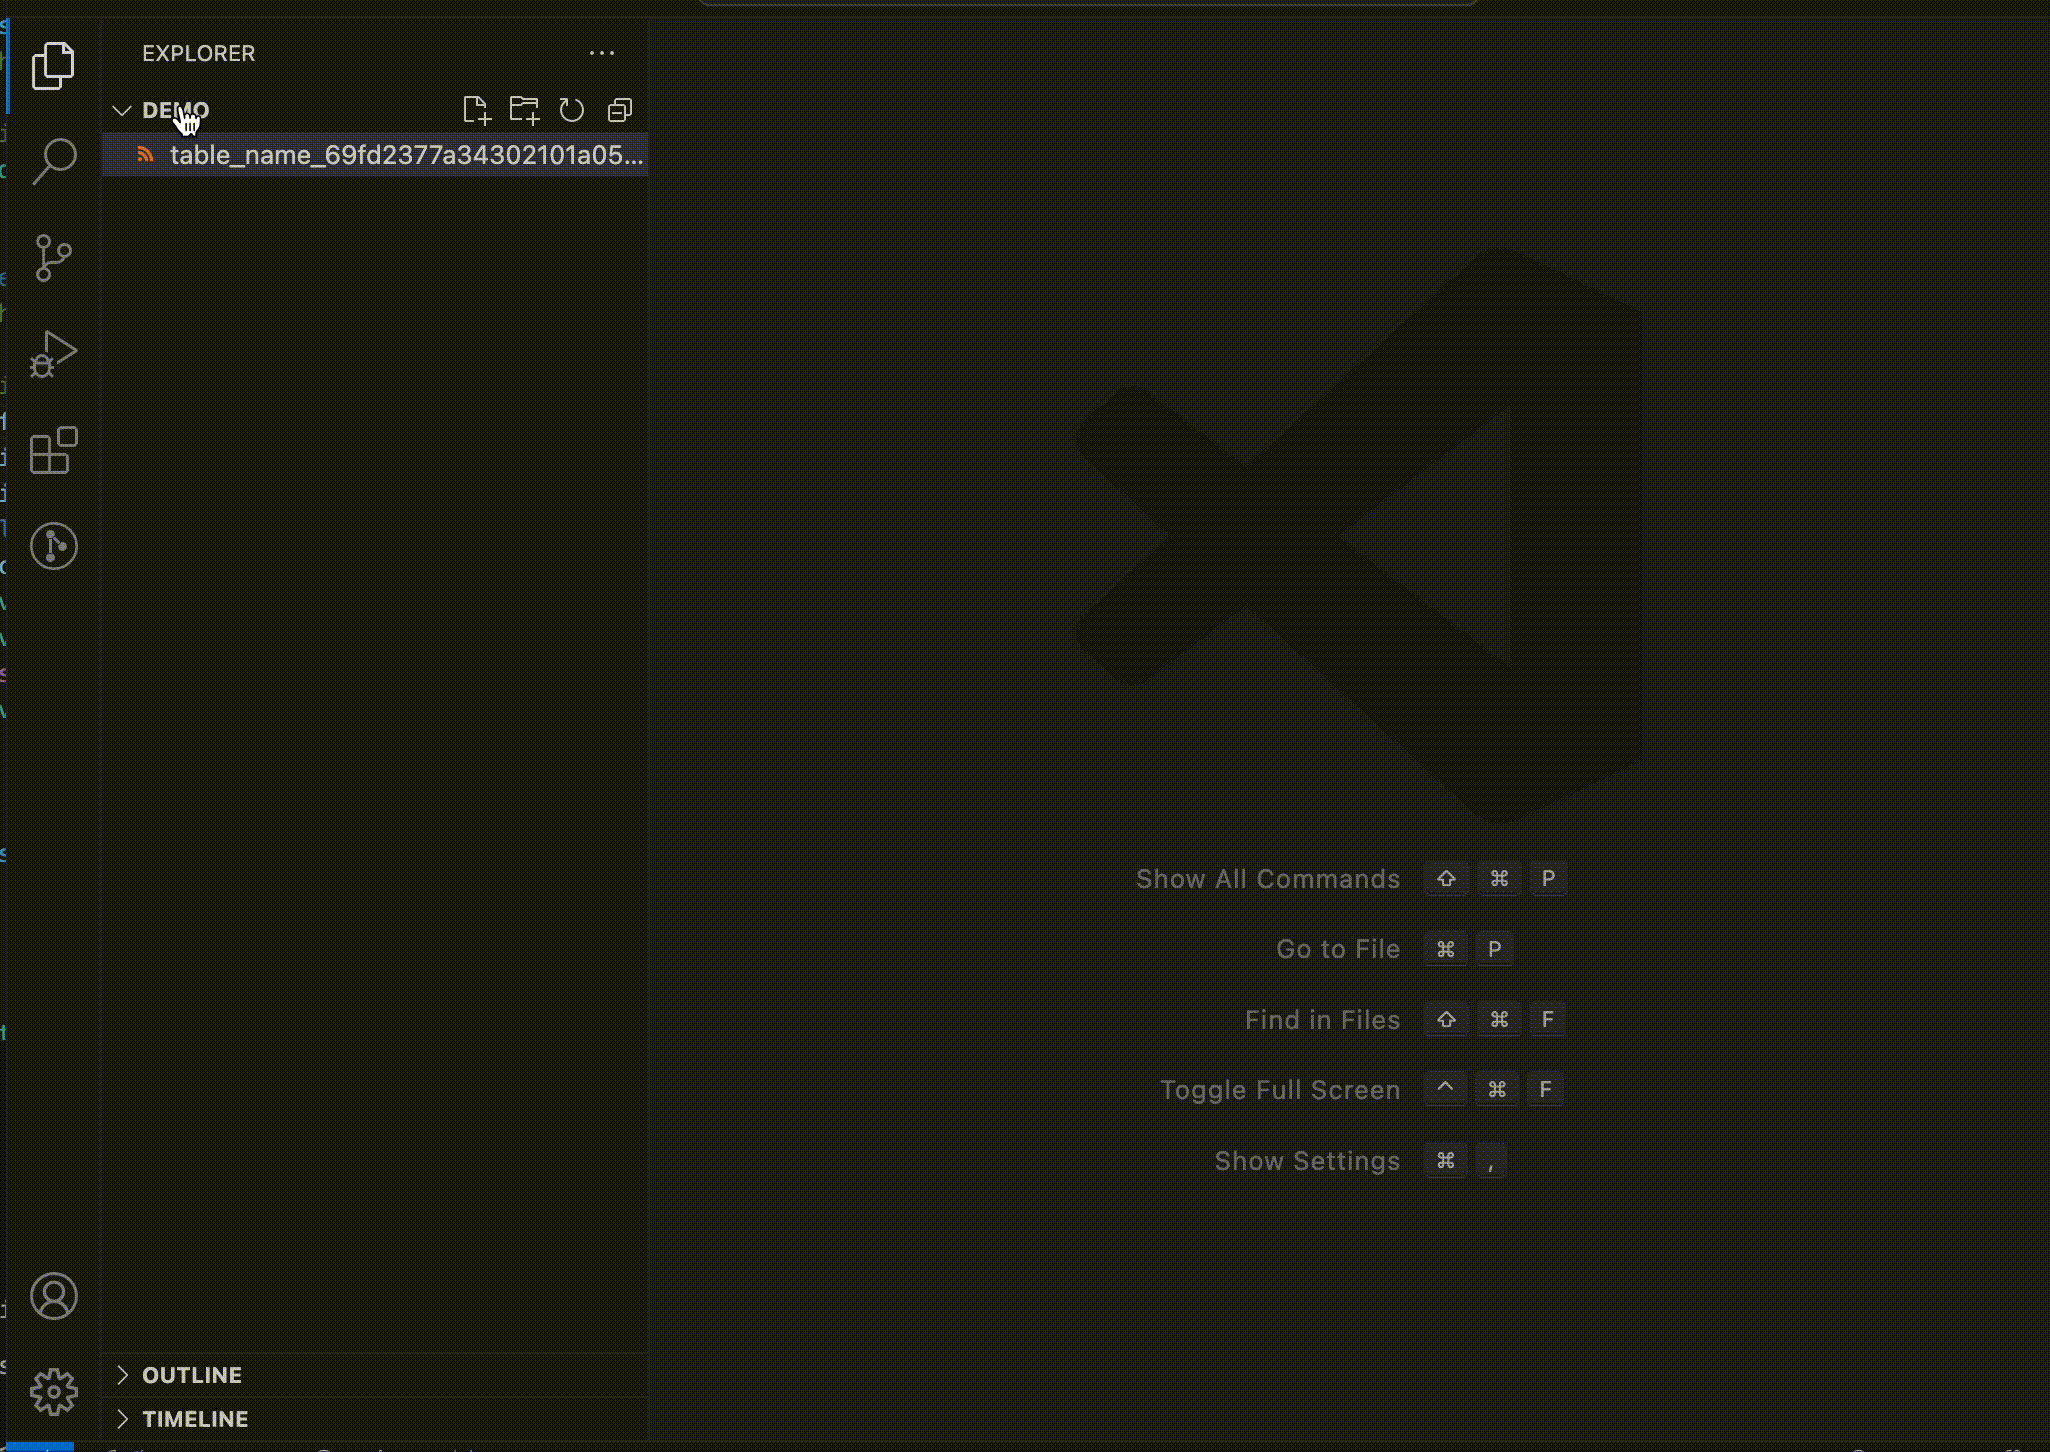 EXPLORER
DEMO
table_name_69fd2377a34302101a05...
Show All Commands ⇧ ⌘ P
Go to File ⌘ P
Find in Files ⇧ ⌘ F
Toggle Full Screen ^ ⌘ F
Show Settings ⌘ ,
OUTLINE
TIMELINE